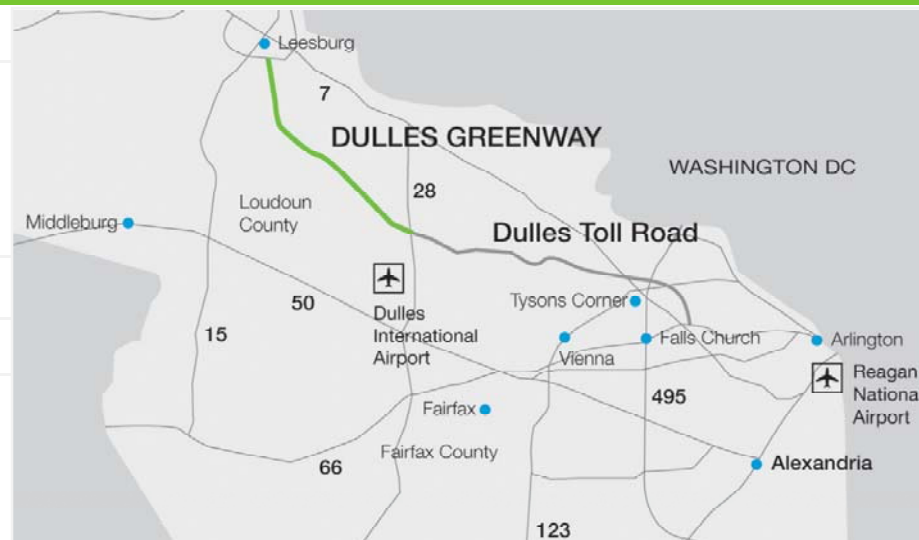 Leesburg
7
DULLES GREENWAY
WASHINGTON DC
28
Loudoun
County
Middleburg
Dulles Toll Road
50
Tysons Corner
Dulles
International
Airport
15
Vienna
Falls Church
Arlington
Reagan
Nationa
Airport
495
Fairfax
Fairfax County
66
Alexandria
123